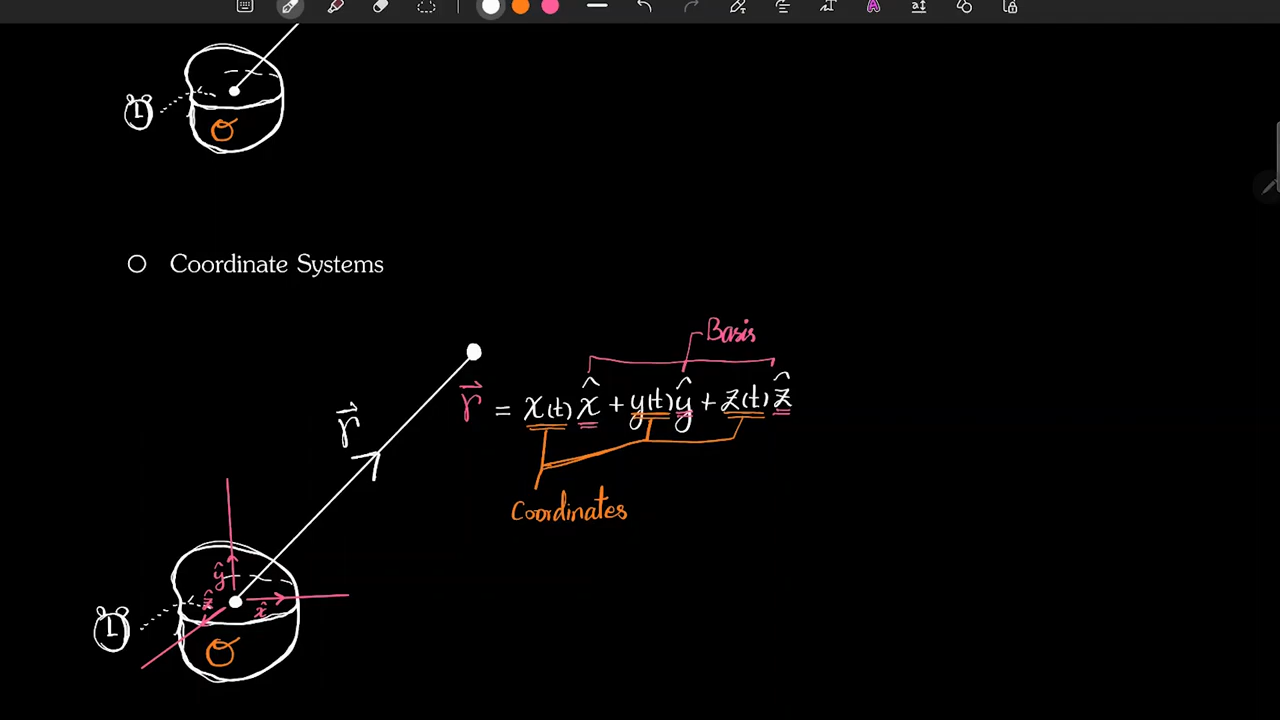 O
Coordinate Systems
Basis
r⃗ = x(t) x̂ + y(t) ŷ + z(t) ẑ
r⃗
Coordinates
ŷ
ẑ
x̂
O